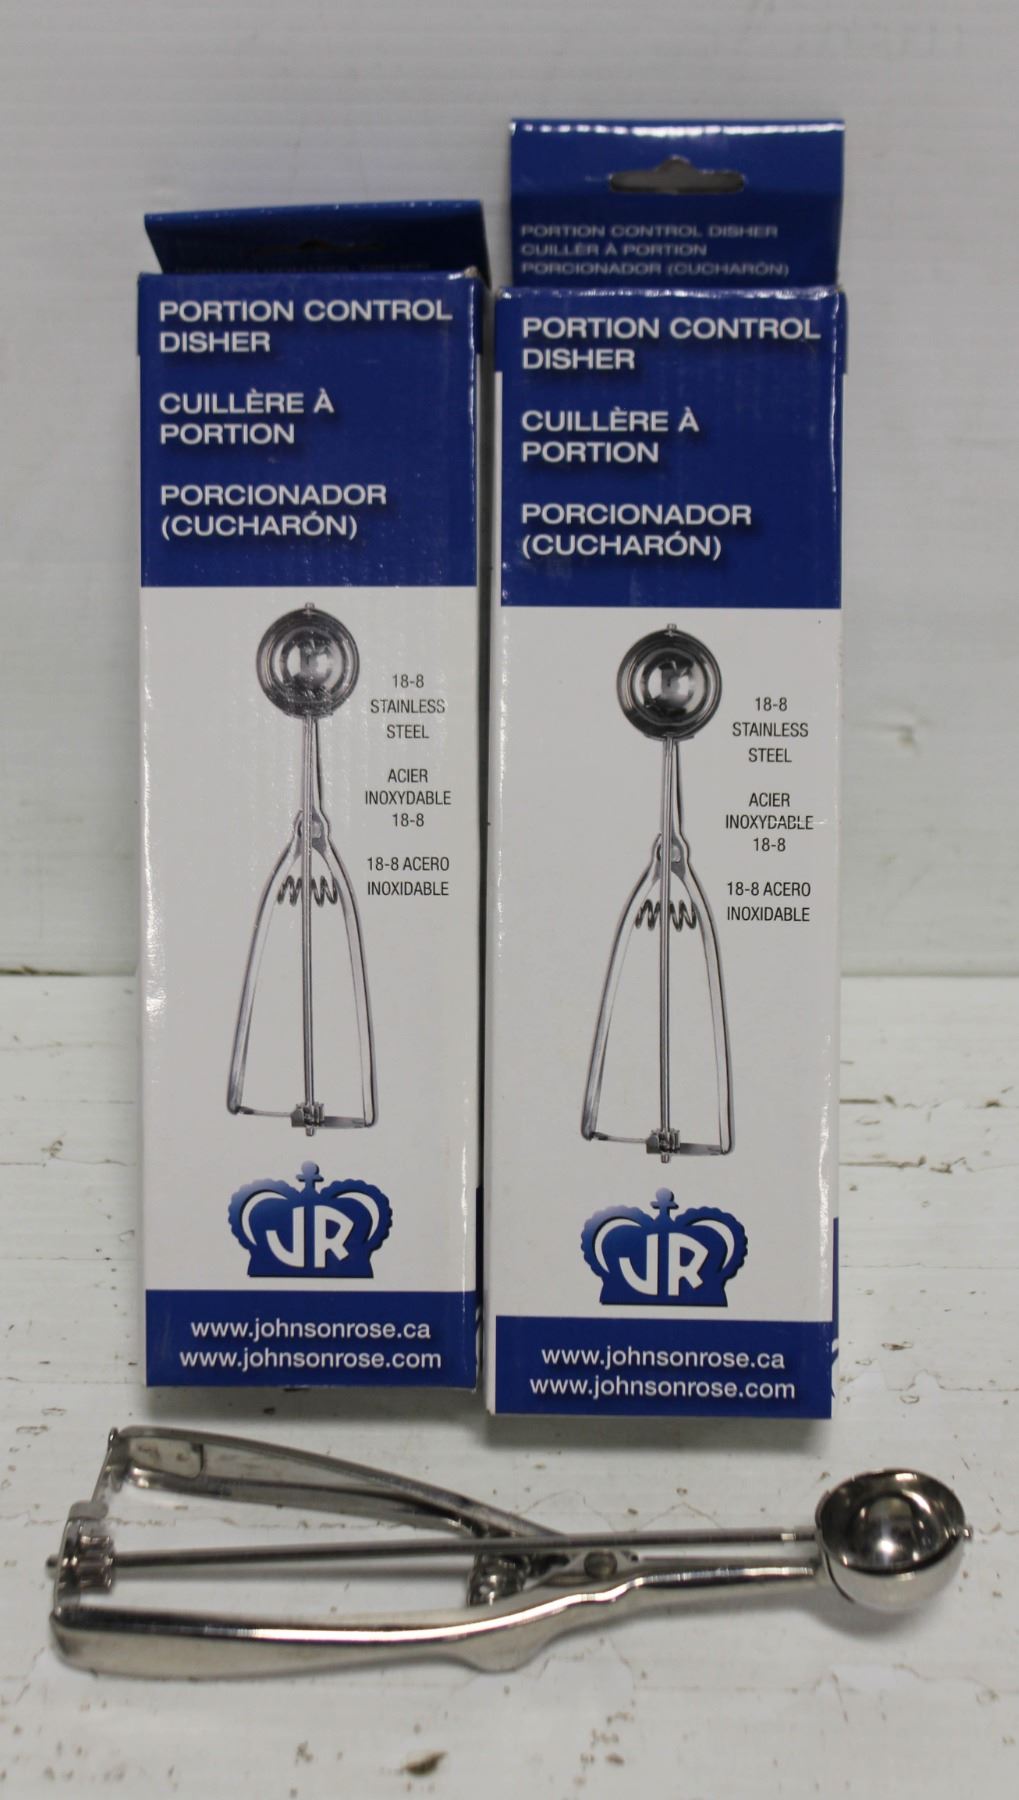 PORTION CONTROL
DISHER
CUILLÈRE À
PORTION
PORCIONADOR
(CUCHARÓN)
18-8
STAINLESS
STEEL
ACIER
INOXYDABLE
18-8
18-8 ACERO
INOXIDABLE
JR
www.johnsonrose.ca
www.johnsonrose.com
PORTION CONTROL DISHER
CUILLÈR À PORTION
PORCIONADOR (CUCHARÓN)
PORTION CONTROL
DISHER
CUILLÈRE À
PORTION
PORCIONADOR
(CUCHARÓN)
18-8
STAINLESS
STEEL
ACIER
INOXYDABLE
18-8
18-8 ACERO
INOXIDABLE
JR
www.johnsonrose.ca
www.johnsonrose.com